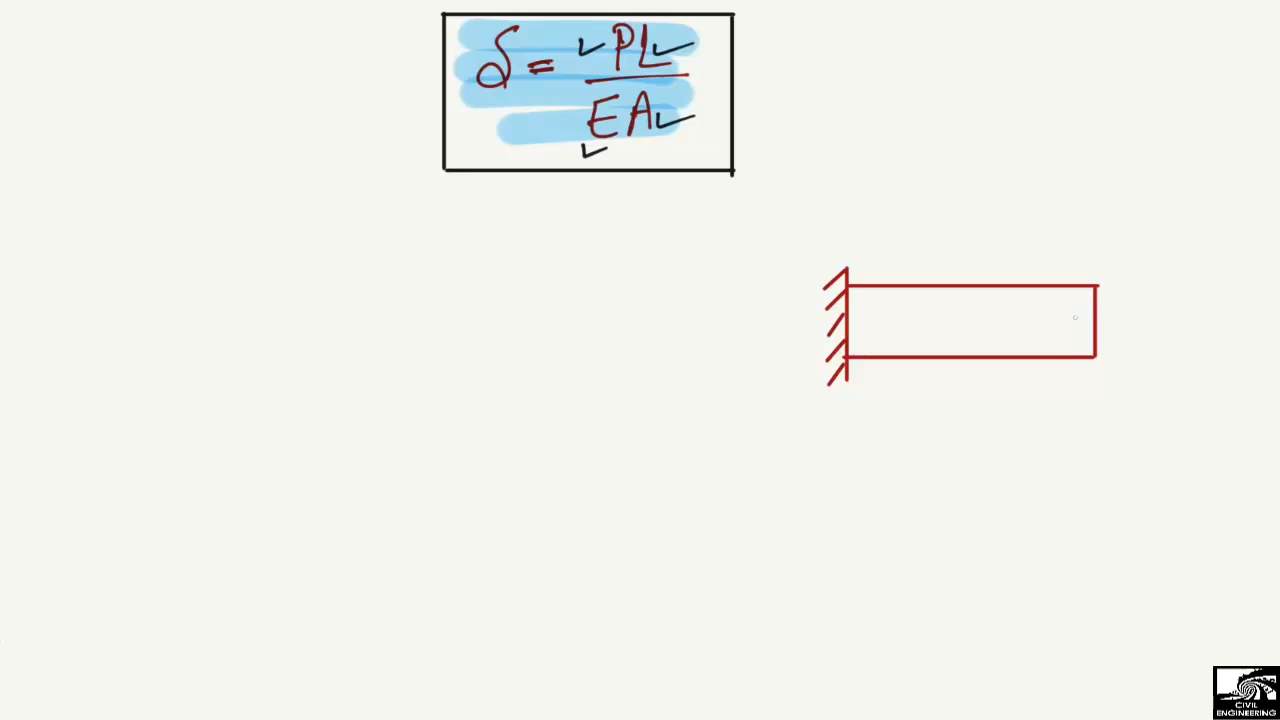 δ = PL
EA
CIVIL
ENGINEERING